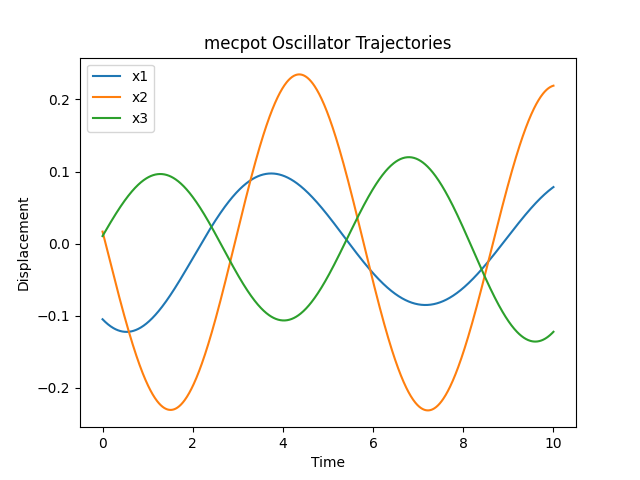 mecpot Oscillator Trajectories
x1
x2
x3
0.2
0.1
0.0
−0.1
−0.2
Displacement
0 2 4 6 8 10
Time